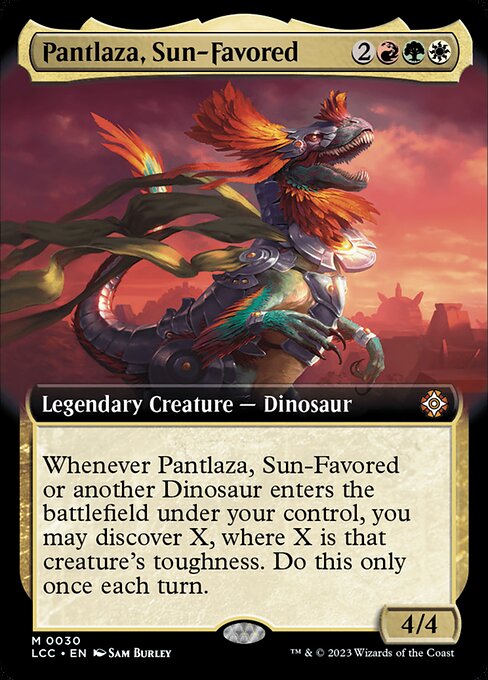 Pantlaza, Sun-Favored 2
Legendary Creature — Dinosaur
Whenever Pantlaza, Sun-Favored
or another Dinosaur enters the
battlefield under your control, you
may discover X, where X is that
creature's toughness. Do this only
once each turn.
4/4
M 0030
LCC • EN Sam Burley
™ & © 2023 Wizards of the Coast